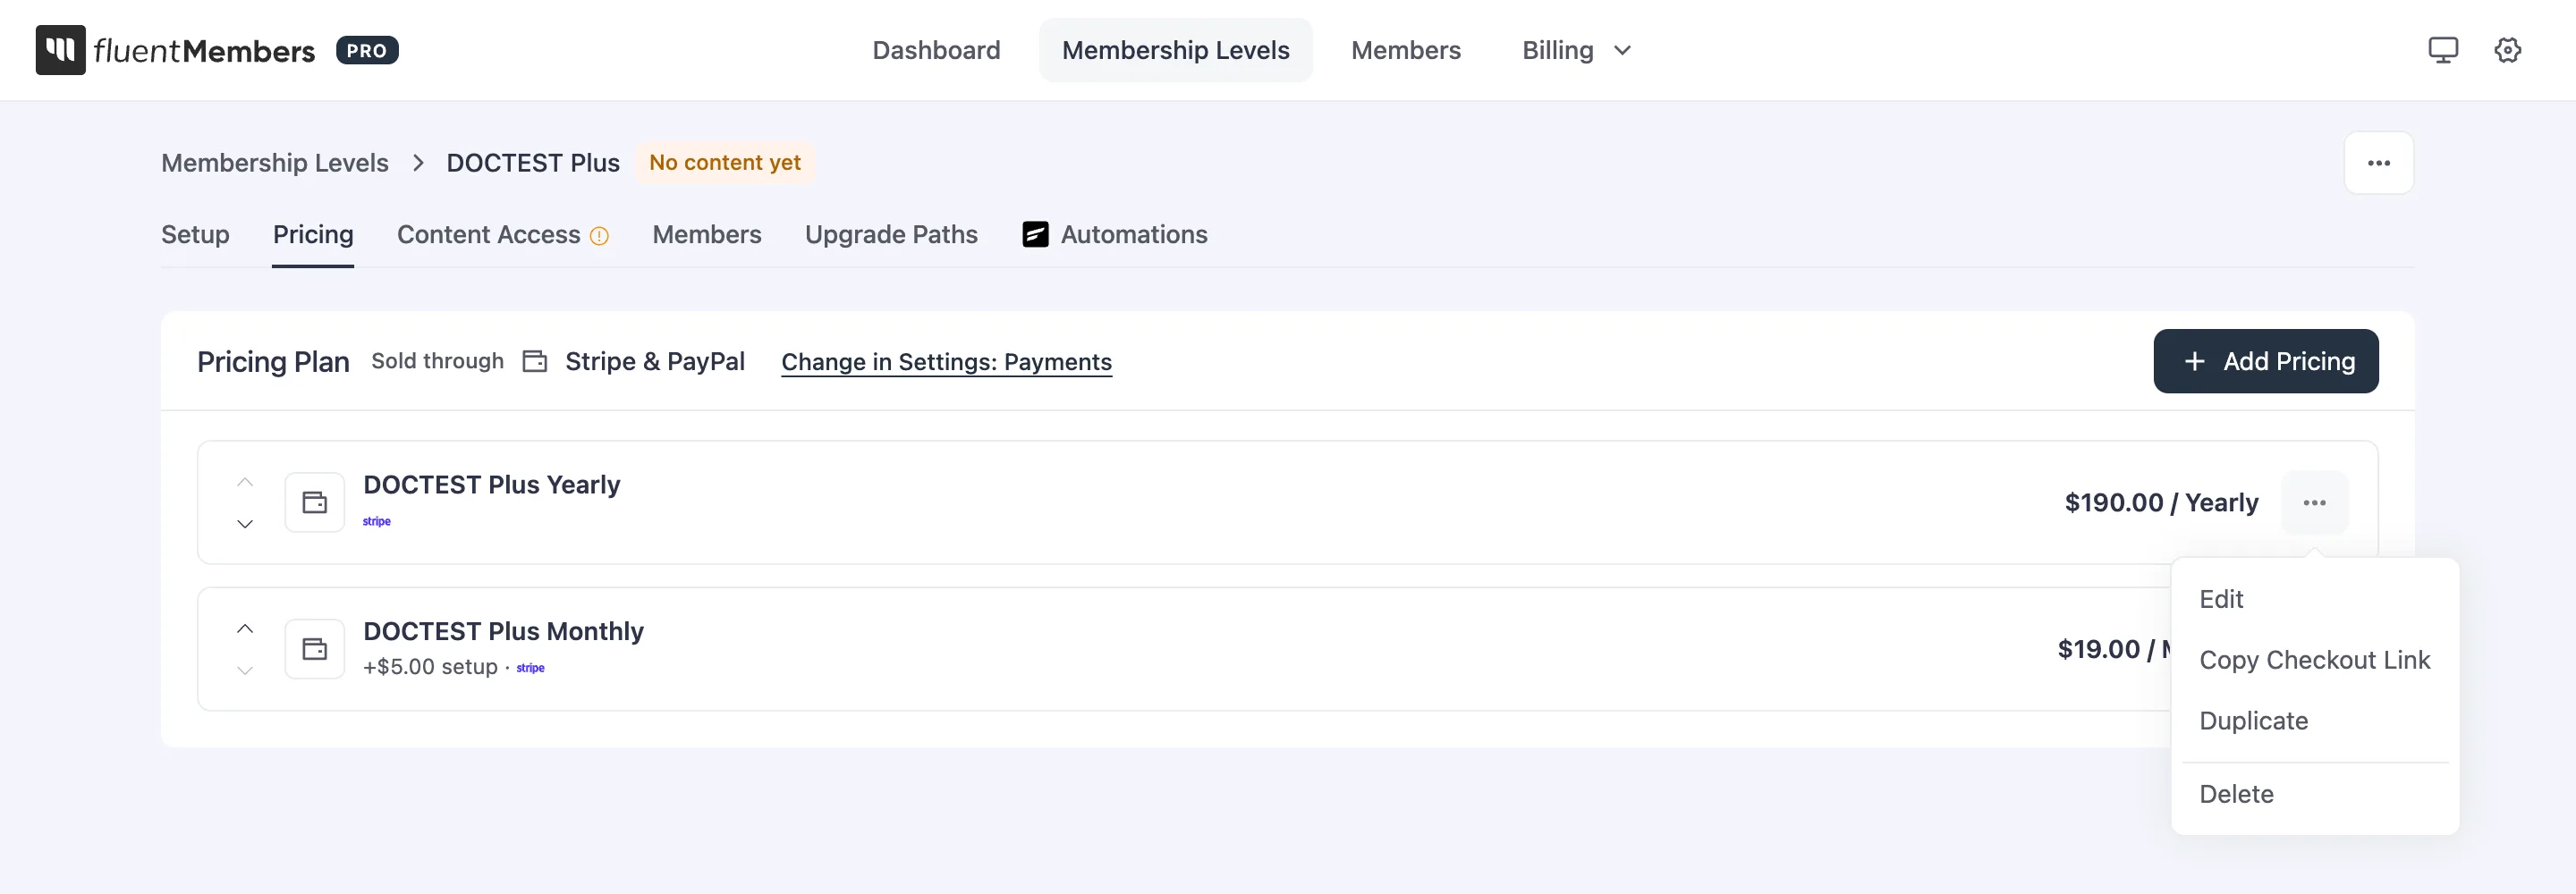 fluentMembers PRO
Dashboard Membership Levels Members Billing
Membership Levels > DOCTEST Plus No content yet
Setup Pricing Content Access Members Upgrade Paths Automations
Pricing Plan Sold through Stripe & PayPal Change in Settings: Payments + Add Pricing
DOCTEST Plus Yearly
stripe
$190.00 / Yearly
DOCTEST Plus Monthly
+$5.00 setup · stripe
$19.00 /
Edit
Copy Checkout Link
Duplicate
Delete